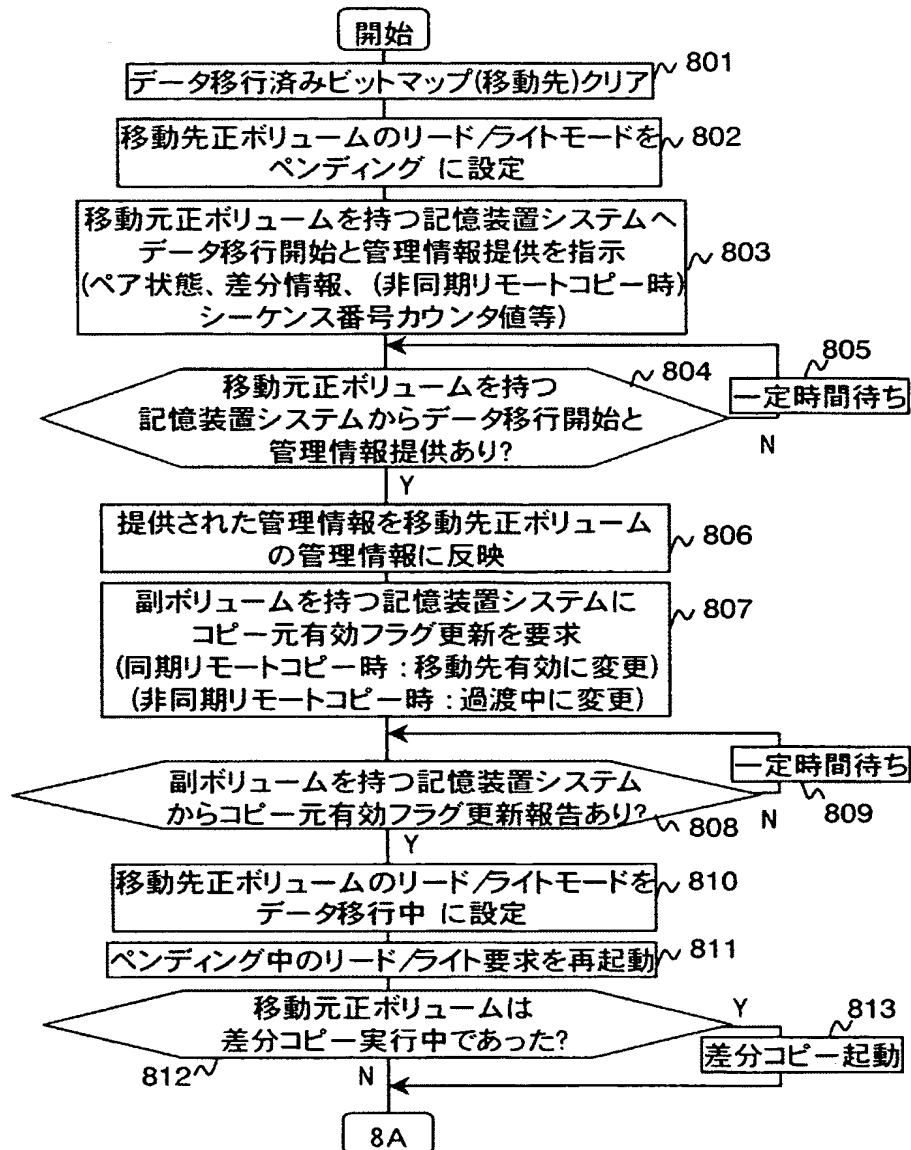 開始
データ移行済みビットマップ(移動先)クリア
801
移動先正ボリュームのリード/ライトモードを
ペンディング に設定
802
移動元正ボリュームを持つ記憶装置システムへ
データ移行開始と管理情報提供を指示
(ペア状態、差分情報、(非同期リモートコピー時)
シーケンス番号カウンタ値等)
803
移動元正ボリュームを持つ
記憶装置システムからデータ移行開始と
管理情報提供あり?
804
805
一定時間待ち
N
Y
提供された管理情報を移動先正ボリューム
の管理情報に反映
806
副ボリュームを持つ記憶装置システムに
コピー元有効フラグ更新を要求
(同期リモートコピー時:移動先有効に変更)
(非同期リモートコピー時:過渡中に変更)
807
副ボリュームを持つ記憶装置システム
からコピー元有効フラグ更新報告あり?
808
一定時間待ち
809
N
Y
移動先正ボリュームのリード/ライトモードを
データ移行中 に設定
810
ペンディング中のリード/ライト要求を再起動
811
移動元正ボリュームは
差分コピー実行中であった?
812
Y
813
差分コピー起動
N
8A